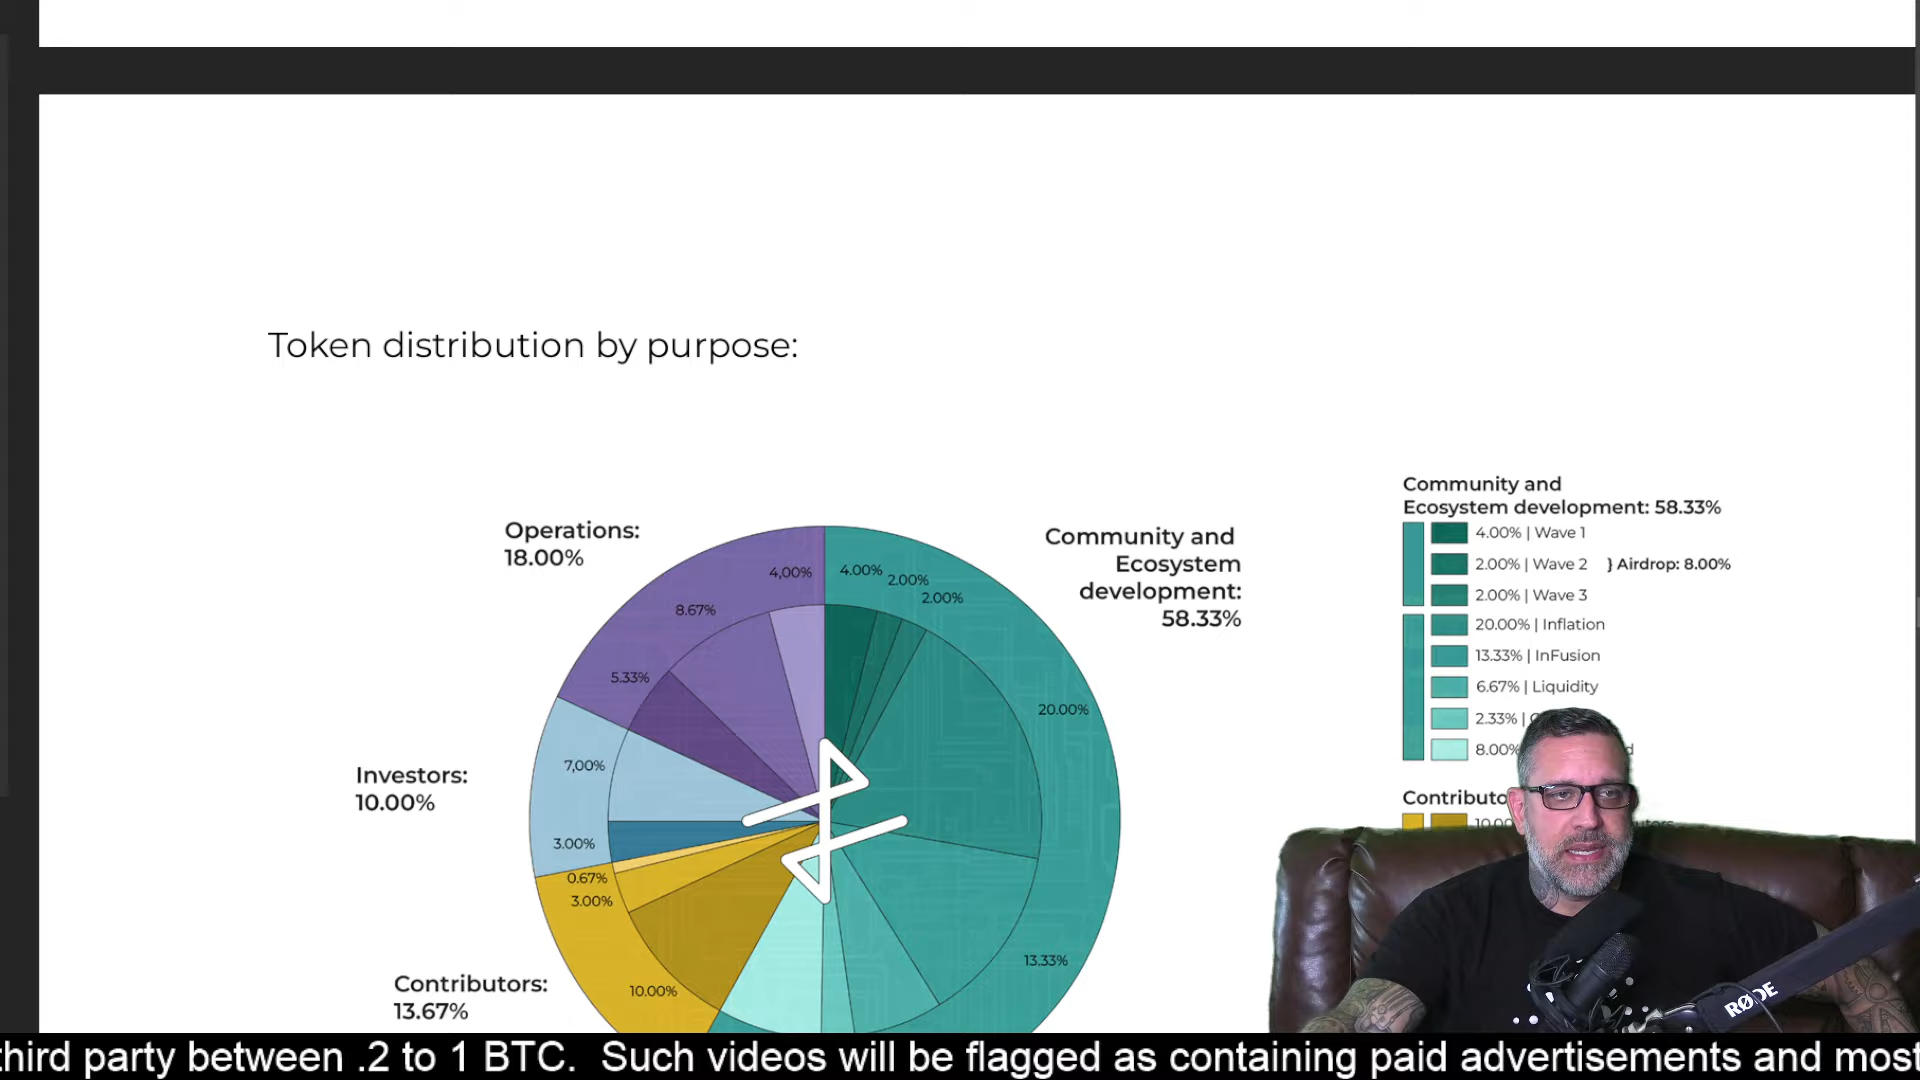 Token distribution by purpose:
Operations:
18.00%
Community and
Ecosystem
development:
58.33%
4,00%
4.00%
2.00%
2.00%
8.67%
5.33%
20.00%
7,00%
Investors:
10.00%
3.00%
0.67%
3.00%
13.33%
10.00%
Contributors:
13.67%
Community and
Ecosystem development: 58.33%
4.00% | Wave 1
2.00% | Wave 2 } Airdrop: 8.00%
2.00% | Wave 3
20.00% | Inflation
13.33% | InFusion
6.67% | Liquidity
2.33% |
8.00%
RØDE
third party between .2 to 1 BTC. Such videos will be flagged as containing paid advertisements and most